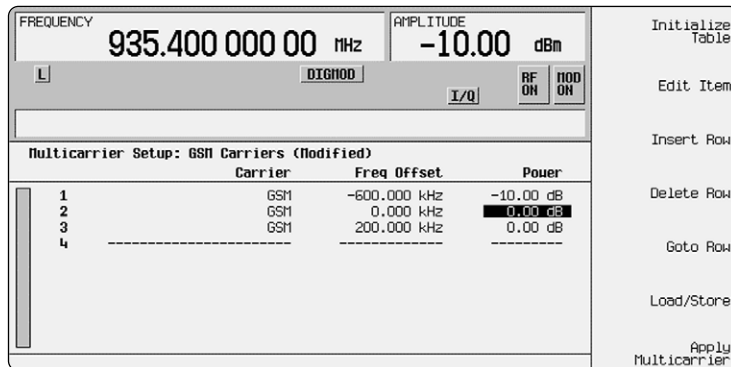 FREQUENCY
935.400 000 00 MHz
AMPLITUDE
-10.00 dBm
L
DIGMOD
I/Q
RF ON
MOD ON
Multicarrier Setup: GSM Carriers (Modified)
Carrier Freq Offset Power
1 GSM -600.000 kHz -10.00 dB
2 GSM 0.000 kHz 0.00 dB
3 GSM 200.000 kHz 0.00 dB
4 ---------------------- ------------- ---------
Initialize
Table
Edit Item
Insert Row
Delete Row
Goto Row
Load/Store
Apply
Multicarrier